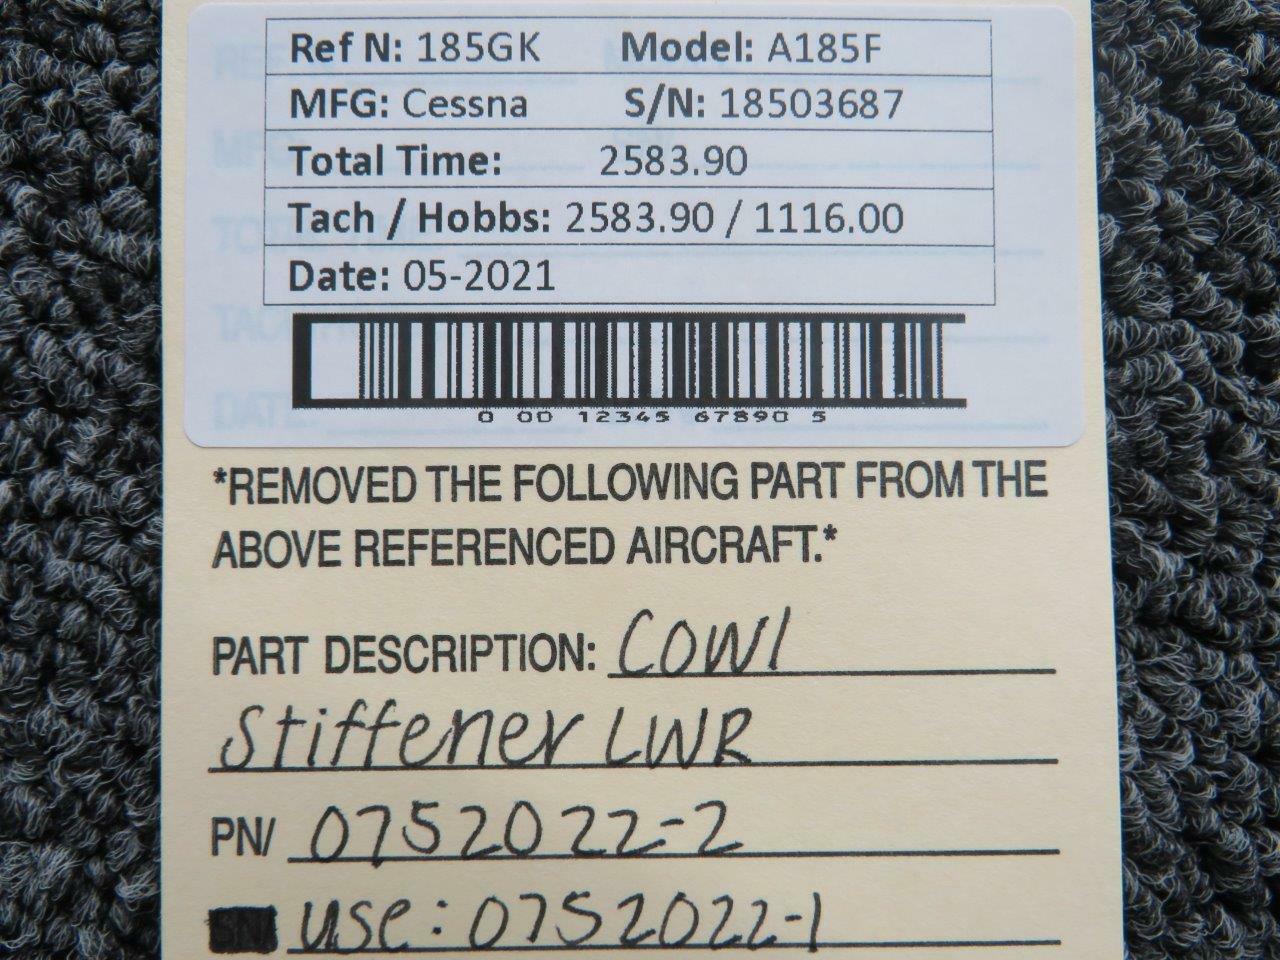 Ref N: 185GK Model: A185F
MFG: Cessna S/N: 18503687
Total Time: 2583.90
Tach / Hobbs: 2583.90 / 1116.00
Date: 05-2021
0 00 12345 67890 5
*REMOVED THE FOLLOWING PART FROM THE
ABOVE REFERENCED AIRCRAFT.*
PART DESCRIPTION: COWl
Stiffener LWR
PN/ 0752022-2
use: 0752022-1